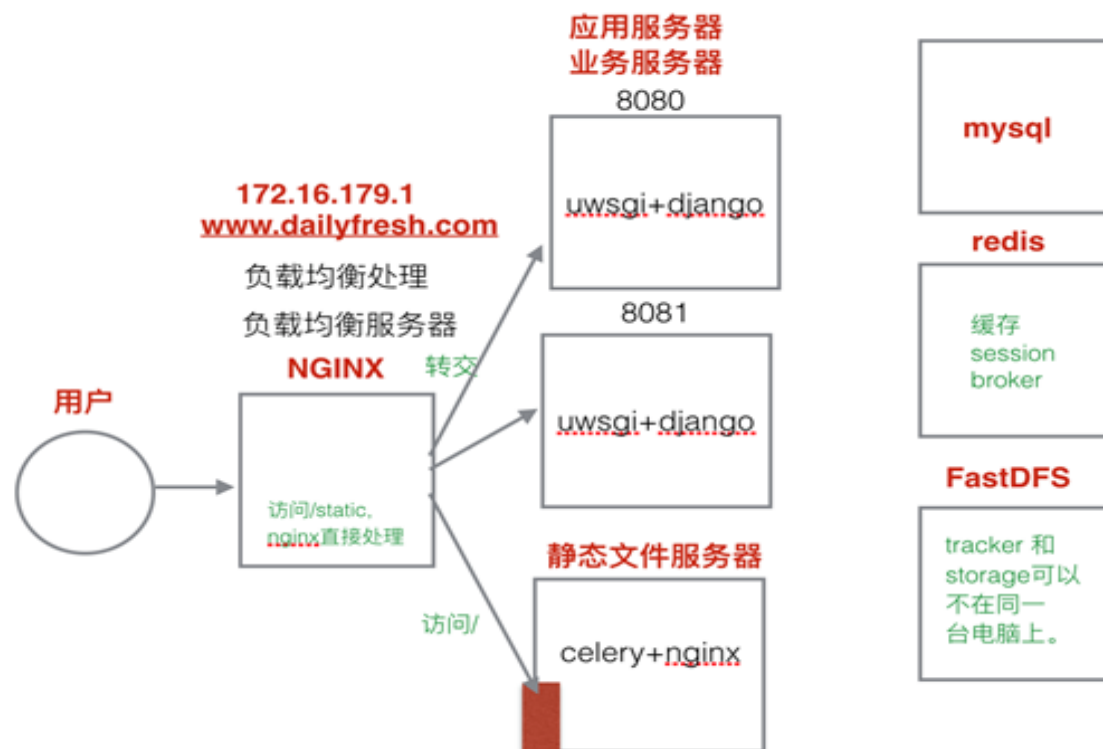 应用服务器
业务服务器
8080
uwsgi+django
172.16.179.1
www.dailyfresh.com
负载均衡处理
负载均衡服务器
NGINX
转交
8081
uwsgi+django
用户
访问/static,
nginx直接处理
静态文件服务器
访问/
celery+nginx
mysql
redis
缓存
session
broker
FastDFS
tracker 和
storage可以
不在同一
台电脑上。